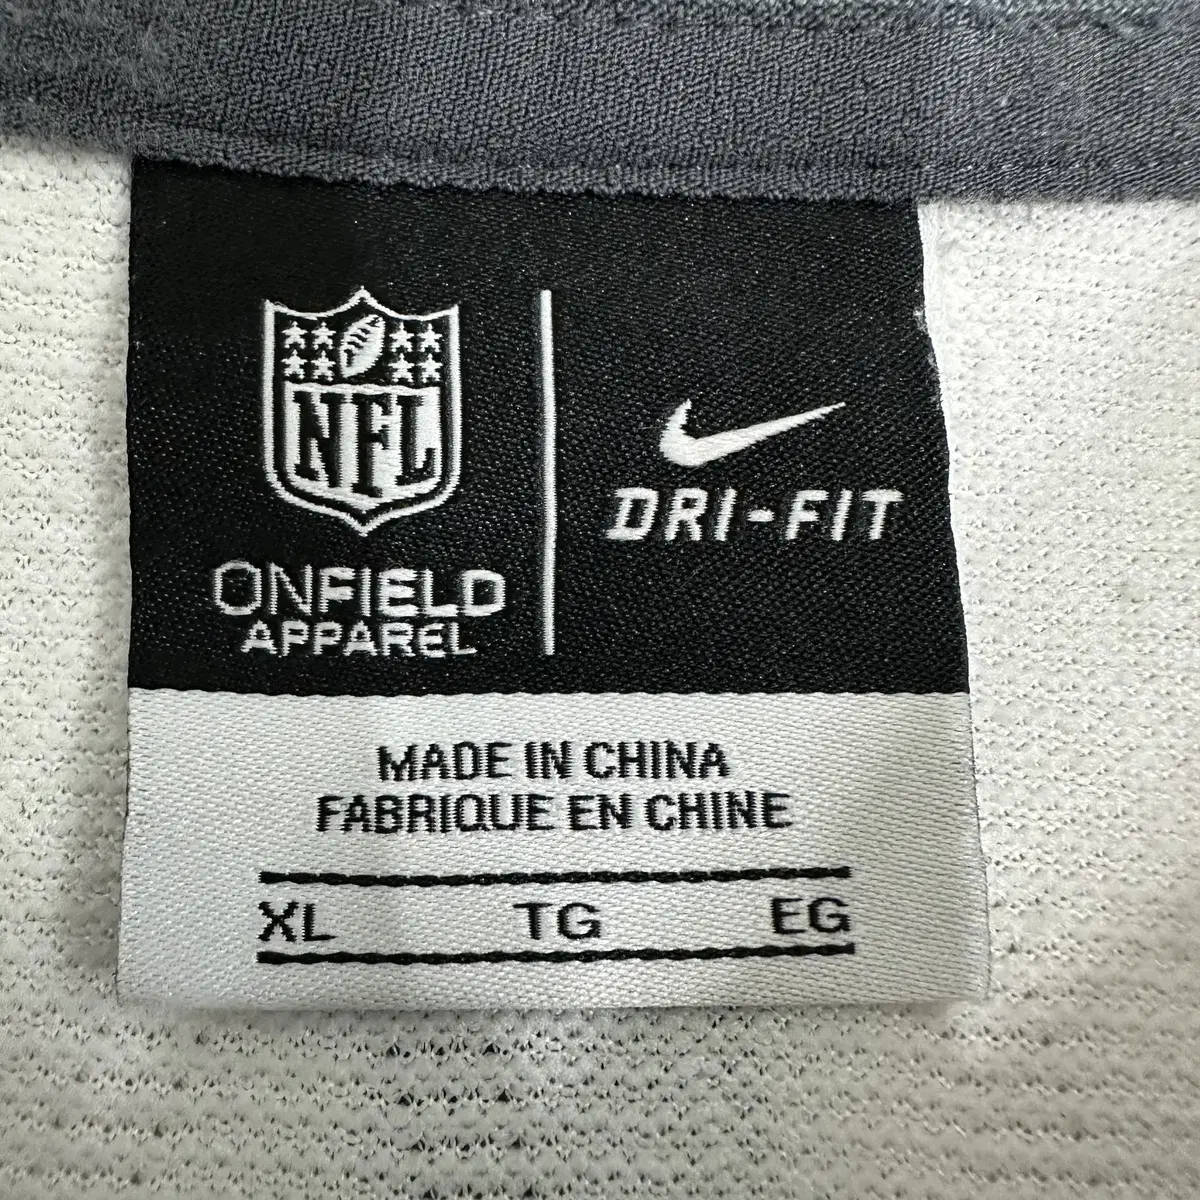 NFL
ONFIELD
APPAREL
DRI-FIT
MADE IN CHINA
FABRIQUE EN CHINE
XL TG EG